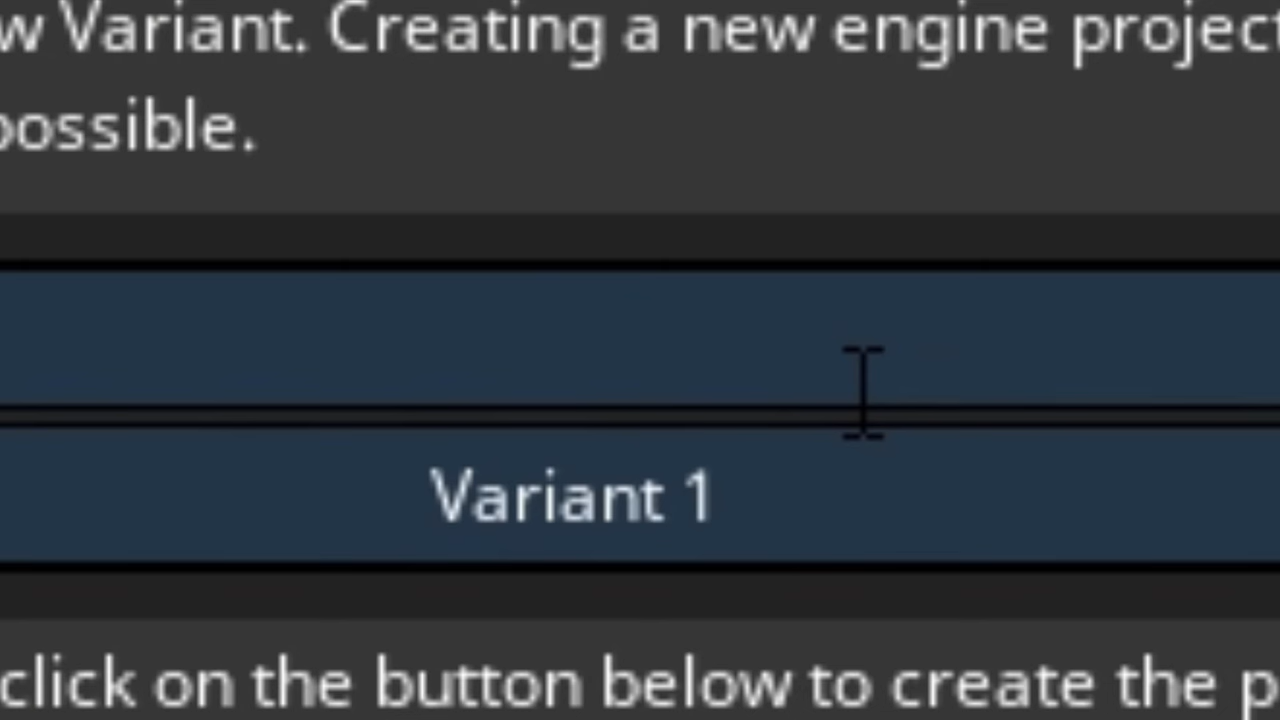 w Variant. Creating a new engine project
possible.
Variant 1
click on the button below to create the p